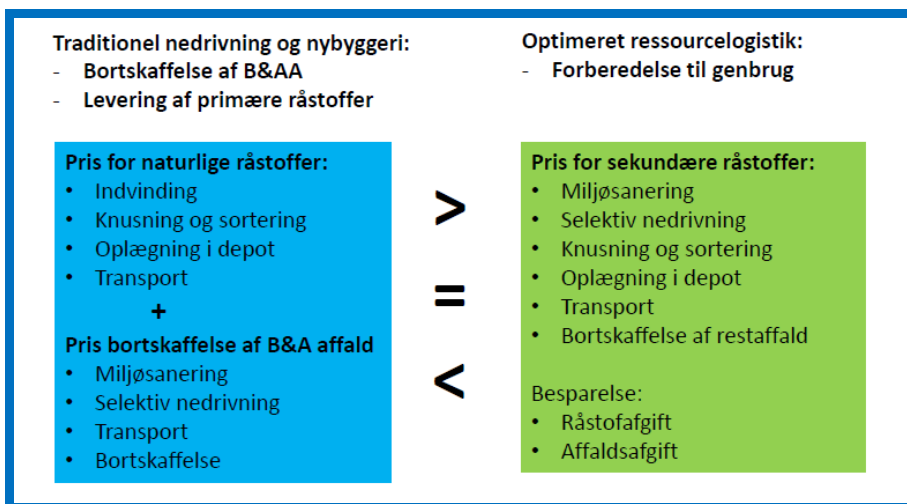 Traditionel nedrivning og nybyggeri:
- Bortskaffelse af B&AA
- Levering af primære råstoffer
Optimeret ressourcelogistik:
- Forberedelse til genbrug
Pris for naturlige råstoffer:
• Indvinding
• Knusning og sortering
• Oplægning i depot
• Transport
+
Pris bortskaffelse af B&A affald
• Miljøsanering
• Selektiv nedrivning
• Transport
• Bortskaffelse
>
=
<
Pris for sekundære råstoffer:
• Miljøsanering
• Selektiv nedrivning
• Knusning og sortering
• Oplægning i depot
• Transport
• Bortskaffelse af restaffald
Besparelse:
• Råstofafgift
• Affaldsafgift